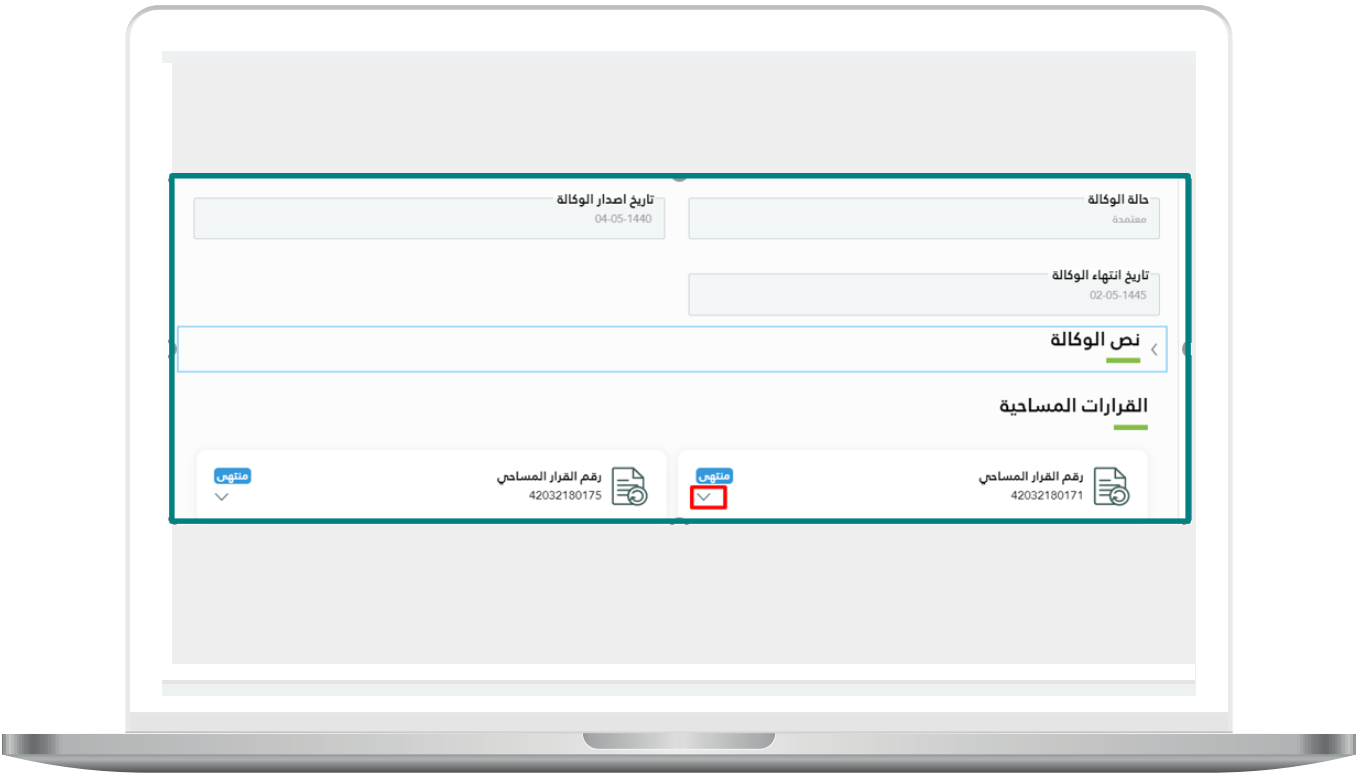 حالة الوكالة
معتمدة
تاريخ اصدار الوكالة
04-05-1440
تاريخ انتهاء الوكالة
02-05-1445
نص الوكالة
القرارات المساحية
رقم القرار المساحي
42032180171
منتهي
رقم القرار المساحي
42032180175
منتهي